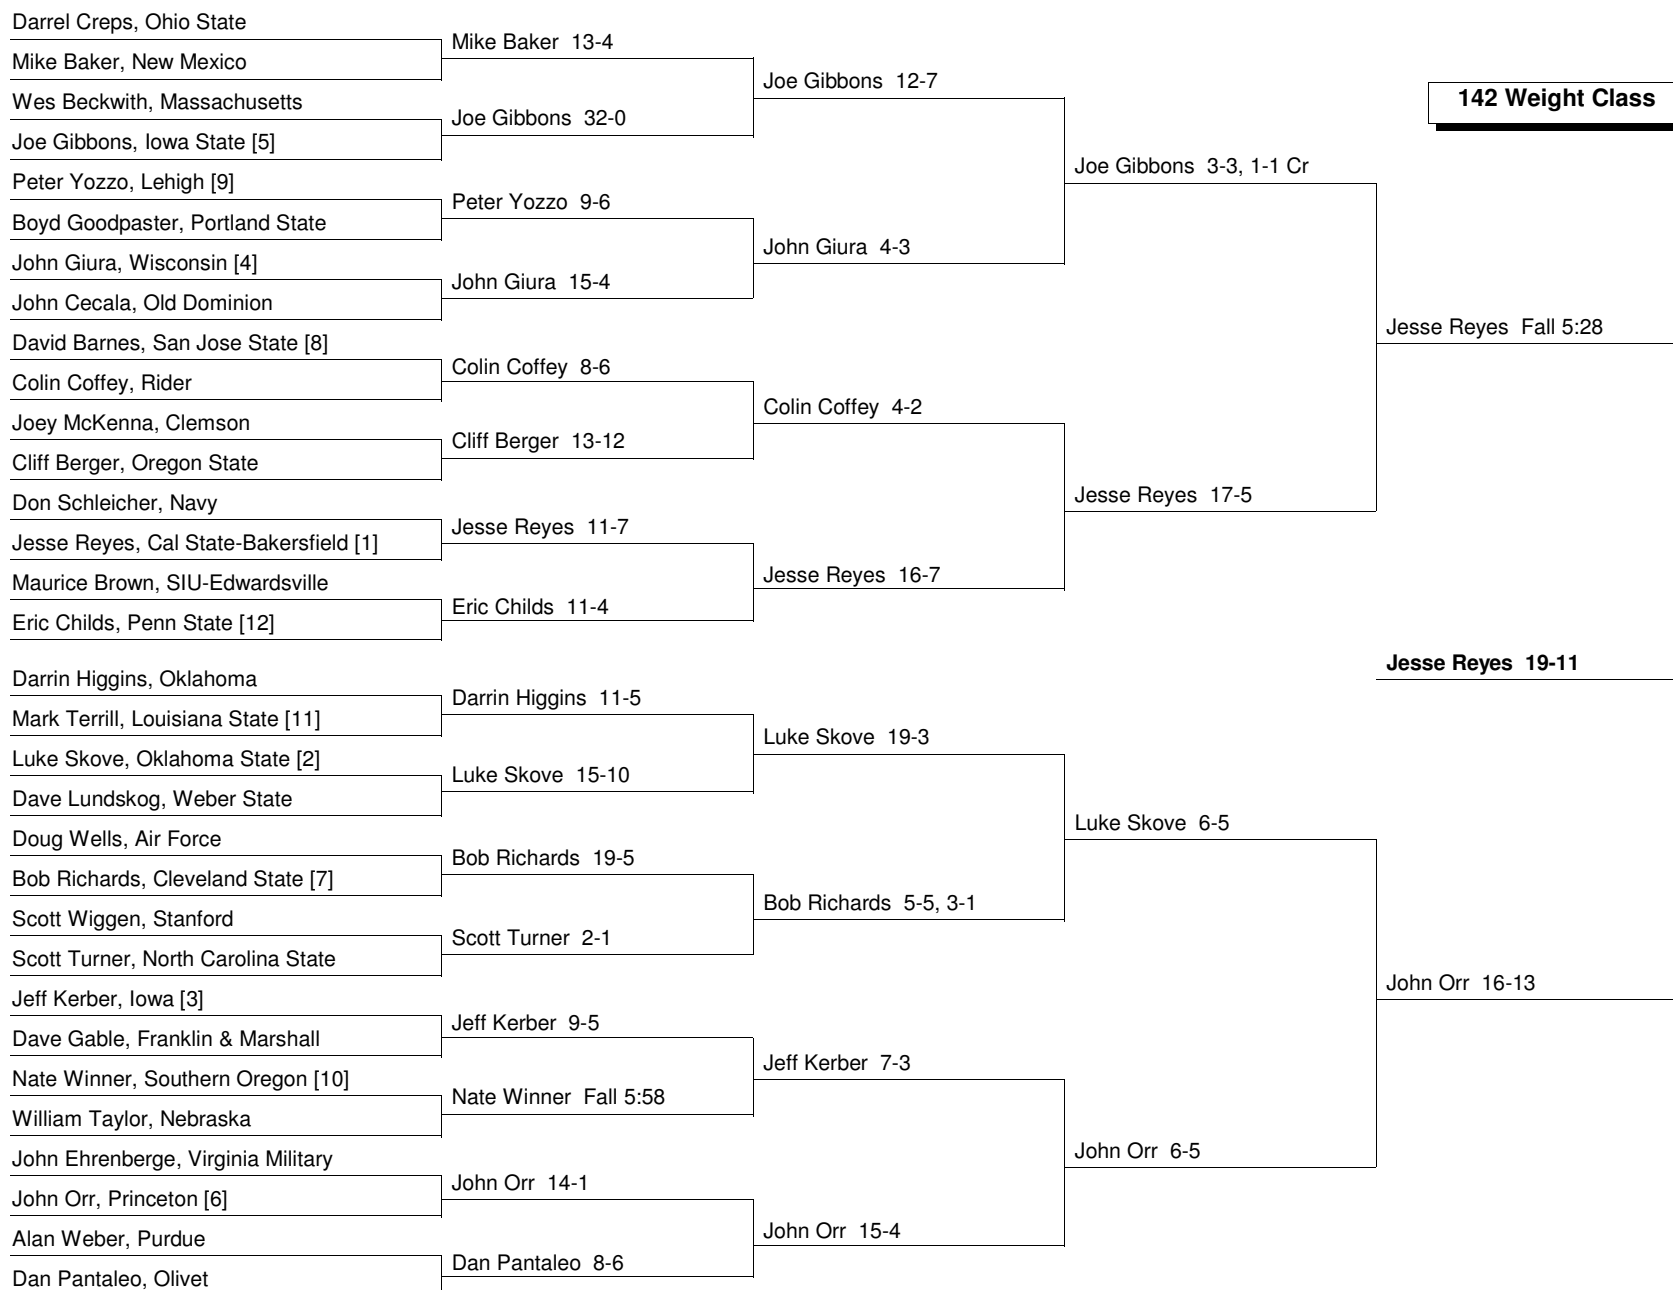 Darrel Creps, Ohio State
Mike Baker, New Mexico
Wes Beckwith, Massachusetts
Joe Gibbons, Iowa State [5]
Peter Yozzo, Lehigh [9]
Boyd Goodpaster, Portland State
John Giura, Wisconsin [4]
John Cecala, Old Dominion
David Barnes, San Jose State [8]
Colin Coffey, Rider
Joey McKenna, Clemson
Cliff Berger, Oregon State
Don Schleicher, Navy
Jesse Reyes, Cal State-Bakersfield [1]
Maurice Brown, SIU-Edwardsville
Eric Childs, Penn State [12]
Darrin Higgins, Oklahoma
Mark Terrill, Louisiana State [11]
Luke Skove, Oklahoma State [2]
Dave Lundskog, Weber State
Doug Wells, Air Force
Bob Richards, Cleveland State [7]
Scott Wiggen, Stanford
Scott Turner, North Carolina State
Jeff Kerber, Iowa [3]
Dave Gable, Franklin & Marshall
Nate Winner, Southern Oregon [10]
William Taylor, Nebraska
John Ehrenberge, Virginia Military
John Orr, Princeton [6]
Alan Weber, Purdue
Dan Pantaleo, Olivet
Mike Baker 13-4
Joe Gibbons 32-0
Peter Yozzo 9-6
John Giura 15-4
Colin Coffey 8-6
Cliff Berger 13-12
Jesse Reyes 11-7
Eric Childs 11-4
Darrin Higgins 11-5
Luke Skove 15-10
Bob Richards 19-5
Scott Turner 2-1
Jeff Kerber 9-5
Nate Winner Fall 5:58
John Orr 14-1
Dan Pantaleo 8-6
Joe Gibbons 12-7
John Giura 4-3
Colin Coffey 4-2
Jesse Reyes 16-7
Luke Skove 19-3
Bob Richards 5-5, 3-1
Jeff Kerber 7-3
John Orr 15-4
Joe Gibbons 3-3, 1-1 Cr
Jesse Reyes 17-5
Luke Skove 6-5
John Orr 6-5
142 Weight Class
Jesse Reyes Fall 5:28
Jesse Reyes 19-11
John Orr 16-13